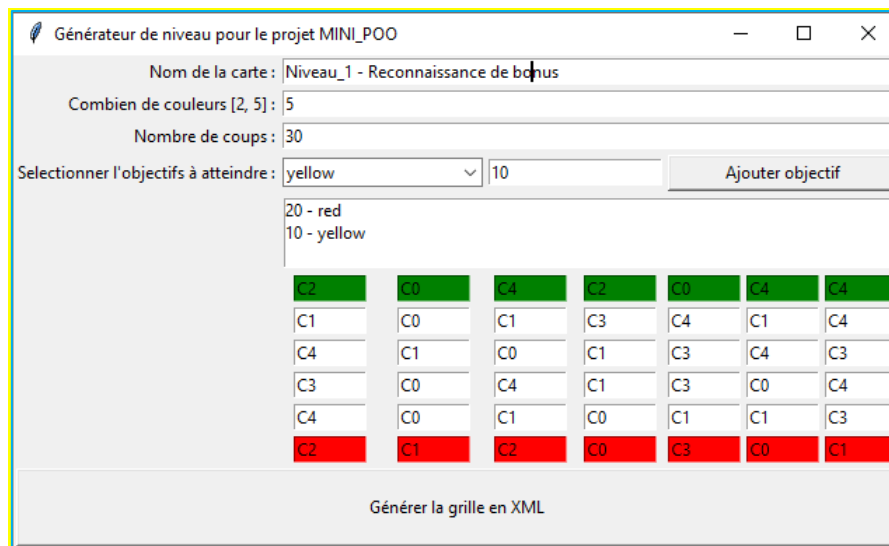 Générateur de niveau pour le projet MINI_POO
Nom de la carte : Niveau_1 - Reconnaissance de bonus
Combien de couleurs [2, 5] : 5
Nombre de coups : 30
Selectionner l'objectifs à atteindre : yellow 10 Ajouter objectif
20 - red
10 - yellow
C2 C0 C4 C2 C0 C4 C4
C1 C0 C1 C3 C4 C1 C4
C4 C1 C0 C1 C3 C4 C3
C3 C0 C4 C1 C3 C0 C4
C4 C0 C1 C0 C1 C1 C3
C2 C1 C2 C0 C3 C0 C1
Générer la grille en XML